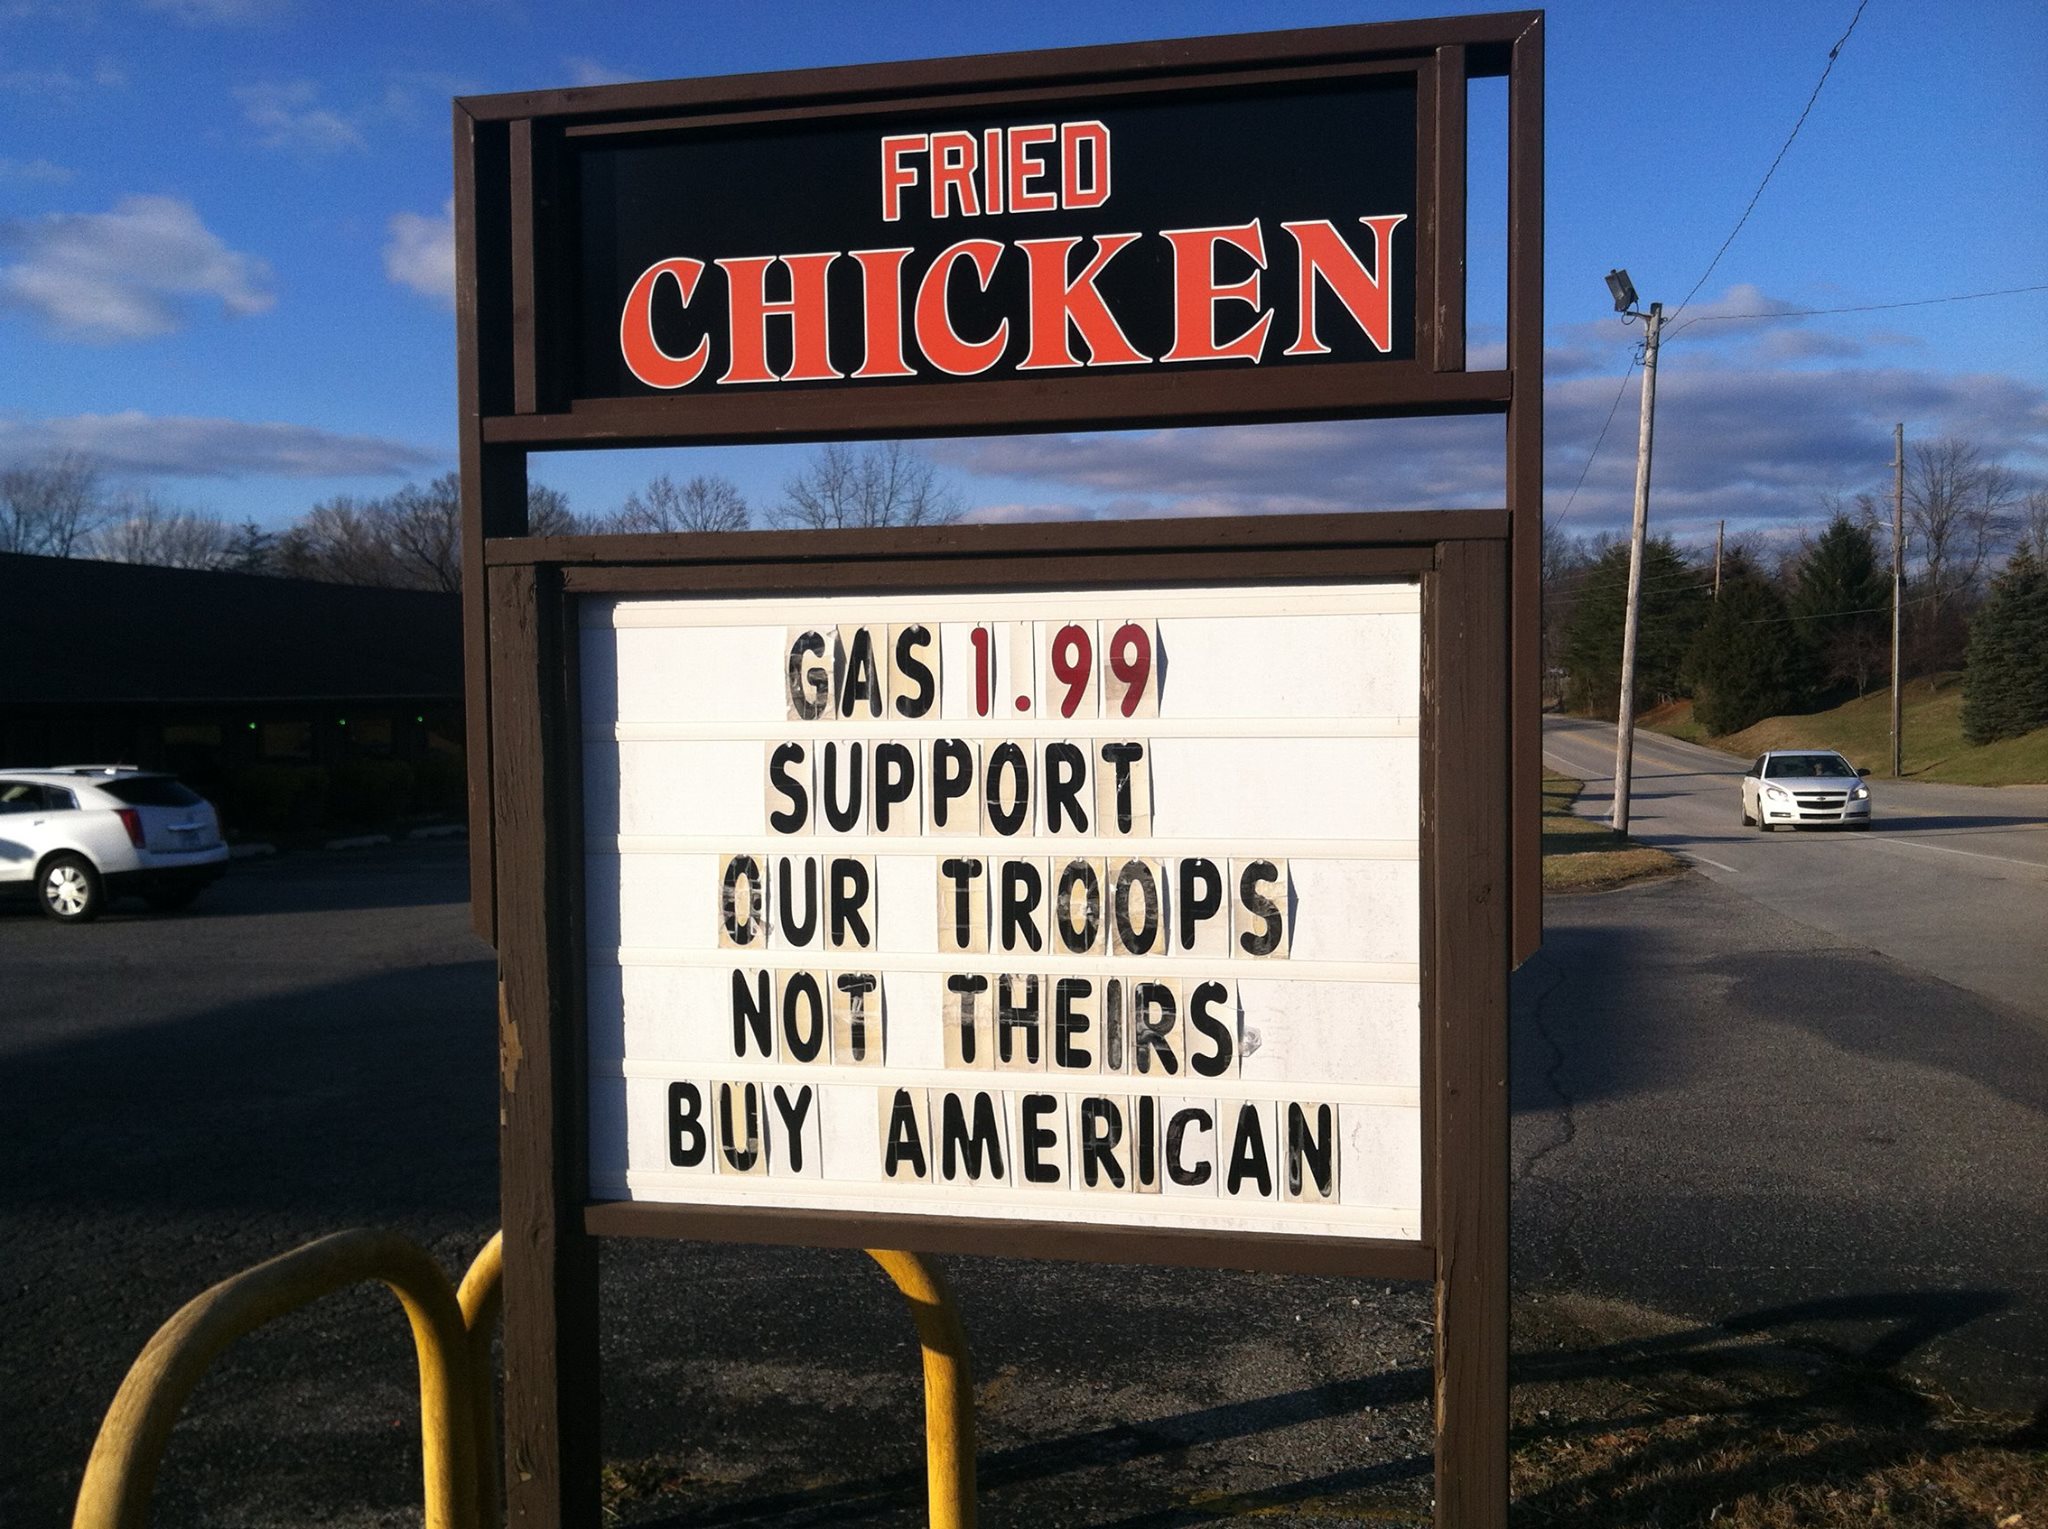 FRIED
CHICKEN
GAS 1.99
SUPPORT
OUR TROOPS
NOT THEIRS
BUY AMERICAN